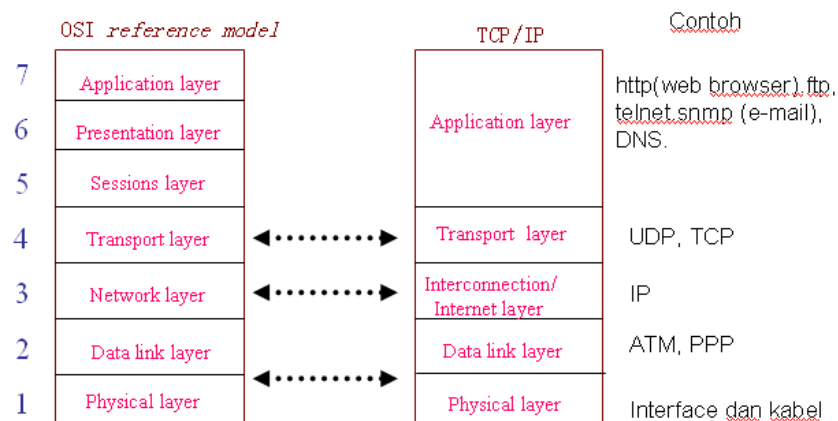 Contoh
OSI reference model
TCP/IP
7
Application layer
6
Presentation layer
5
Sessions layer
Application layer
http(web browser).ftp,
telnet.snmp (e-mail),
DNS.
4
Transport layer
Transport layer
UDP, TCP
3
Network layer
Interconnection/
Internet layer
IP
2
Data link layer
Data link layer
ATM, PPP
1
Physical layer
Physical layer
Interface dan kabel